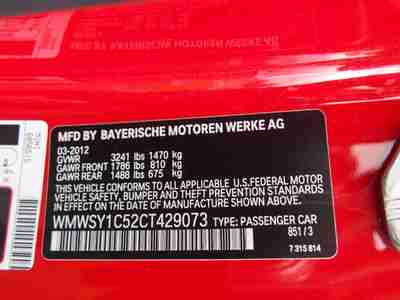 MFD BY BAYERISCHE MOTOREN WERKE AG
03-2012
GVWR 3241 lbs 1470 kg
GAWR FRONT 1786 lbs 810 kg
GAWR REAR 1488 lbs 675 kg
THIS VEHICLE CONFORMS TO ALL APPLICABLE U.S.FEDERAL MOTOR
VEHICLE SAFETY, BUMPER AND THEFT PREVENTION STANDARDS IN
EFFECT ON THE DATE OF MANUFACTURE SHOWN ABOVE.
WMWSY1C52CT429073 TYPE: PASSENGER CAR
851 / 3
7 315 814